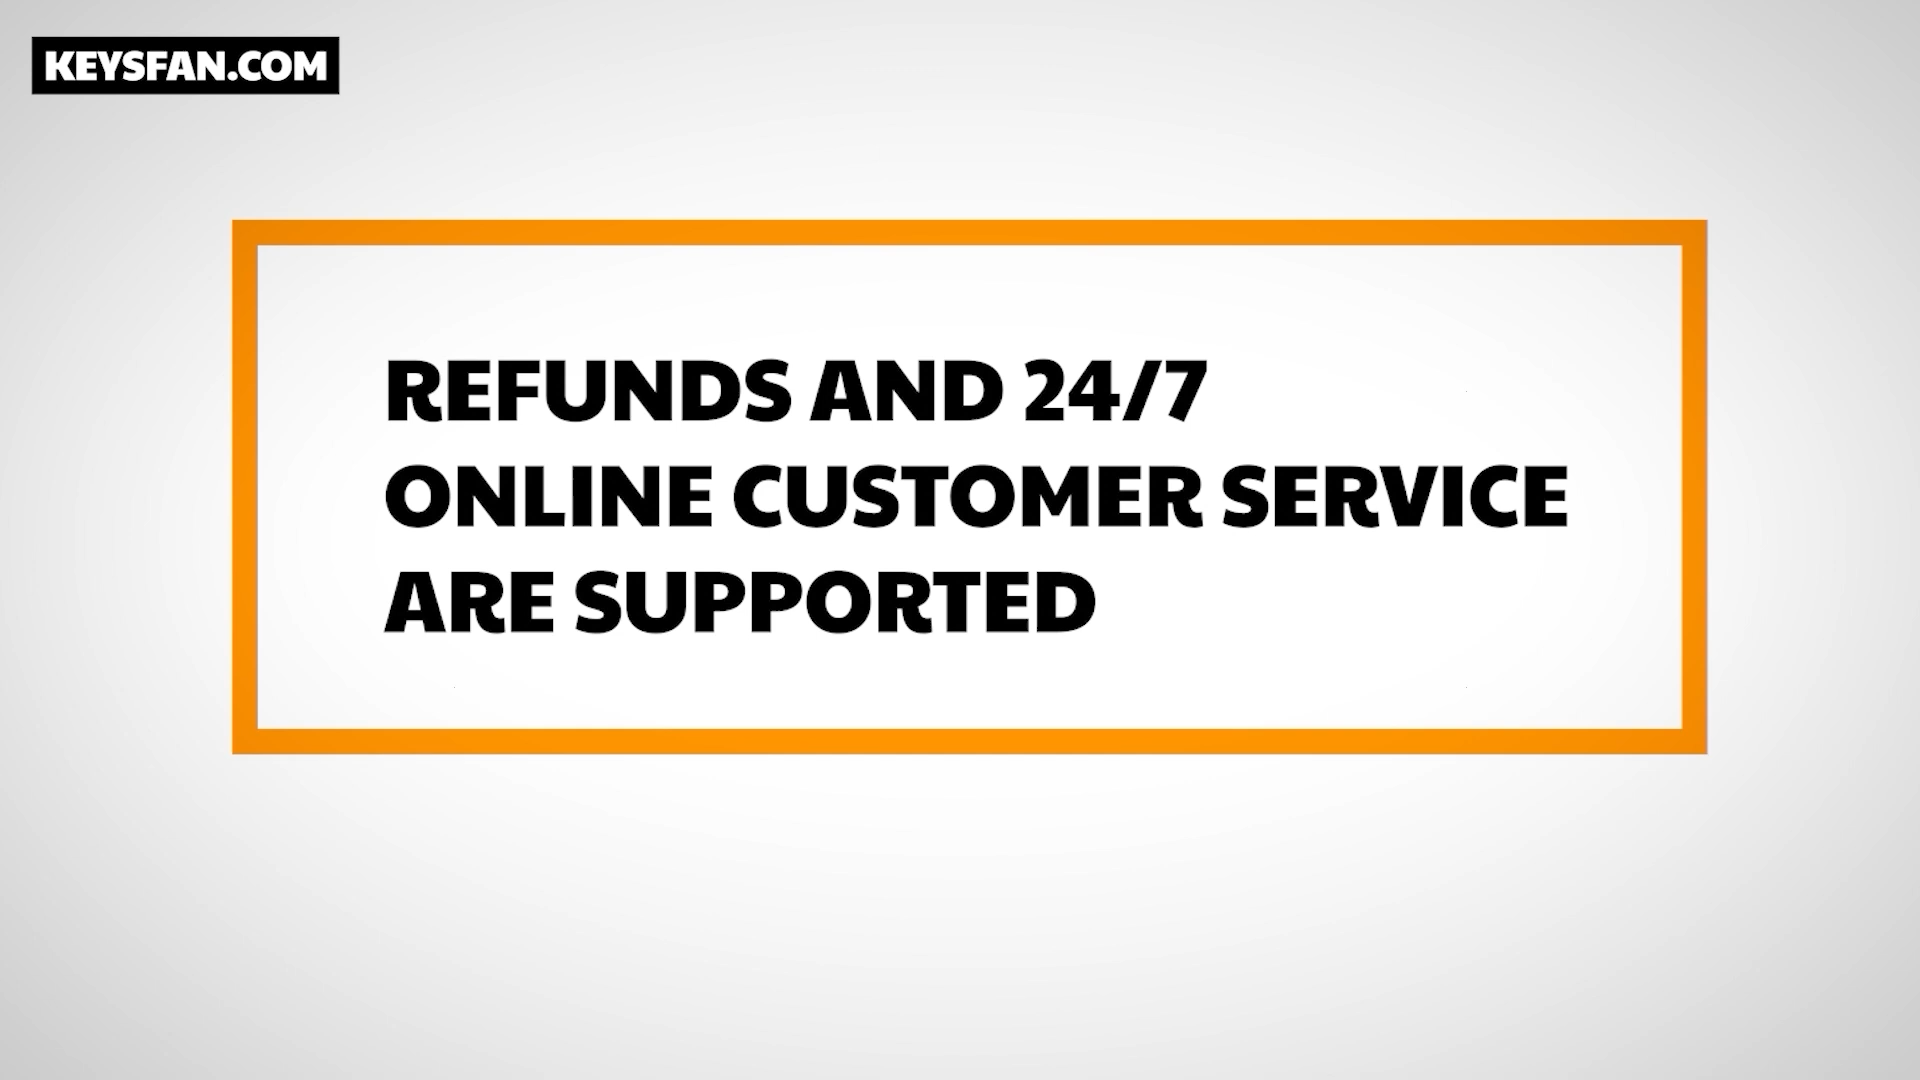 KEYSFAN.COM
REFUNDS AND 24/7
ONLINE CUSTOMER SERVICE
ARE SUPPORTED